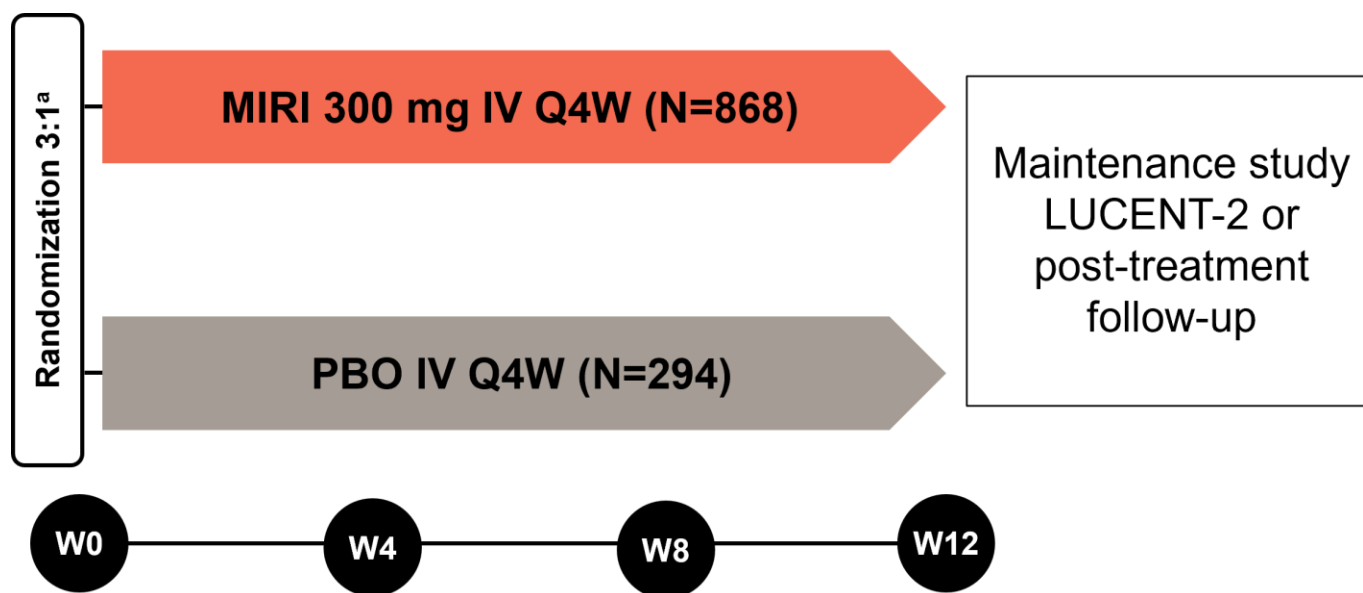 Randomization 3:1ᵃ
MIRI 300 mg IV Q4W (N=868)
PBO IV Q4W (N=294)
Maintenance study
LUCENT-2 or
post-treatment
follow-up
W0
W4
W8
W12